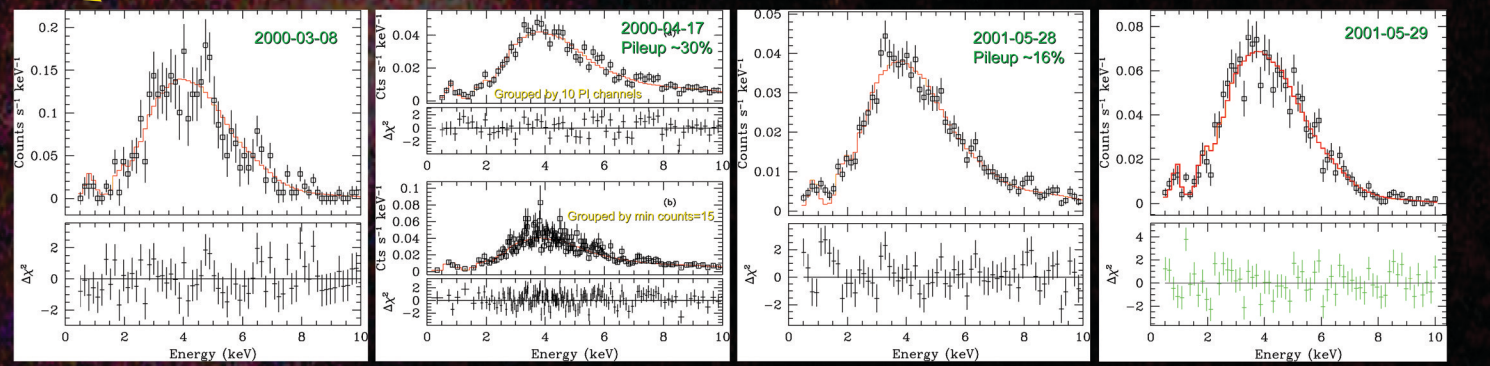 2000-03-08
0.2
0.15
0.1
0.05
0
Counts s⁻¹ keV⁻¹
2
0
−2
Δχ²
0 2 4 6 8 10
Energy (keV)
2000-04-17
(a)
Pileup ~30%
0.04
0.02
0
Cts s⁻¹ keV⁻¹
Grouped by 10 PI channels
2
0
−2
Δχ²
0 2 4 6 8 10
0.1
0.08
0.06
0.04
0.02
0
Cts s⁻¹ keV⁻¹
(b)
Grouped by min counts=15
2
0
−2
Δχ²
0 2 4 6 8 10
Energy (keV)
2001-05-28
Pileup ~16%
0.05
0.04
0.03
0.02
0.01
0
Counts s⁻¹ keV⁻¹
2
0
−2
Δχ²
0 2 4 6 8 10
Energy (keV)
2001-05-29
0.08
0.06
0.04
0.02
0
Counts s⁻¹ keV⁻¹
4
2
0
−2
Δχ²
0 2 4 6 8 10
Energy (keV)